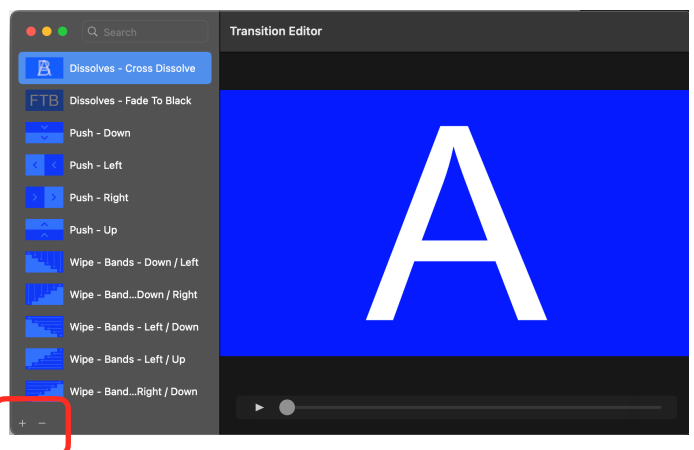 Search
Transition Editor
Dissolves - Cross Dissolve
FTB Dissolves - Fade To Black
Push - Down
Push - Left
Push - Right
Push - Up
Wipe - Bands - Down / Left
Wipe - Band...Down / Right
Wipe - Bands - Left / Down
Wipe - Bands - Left / Up
Wipe - Band...Right / Down
A
+ −